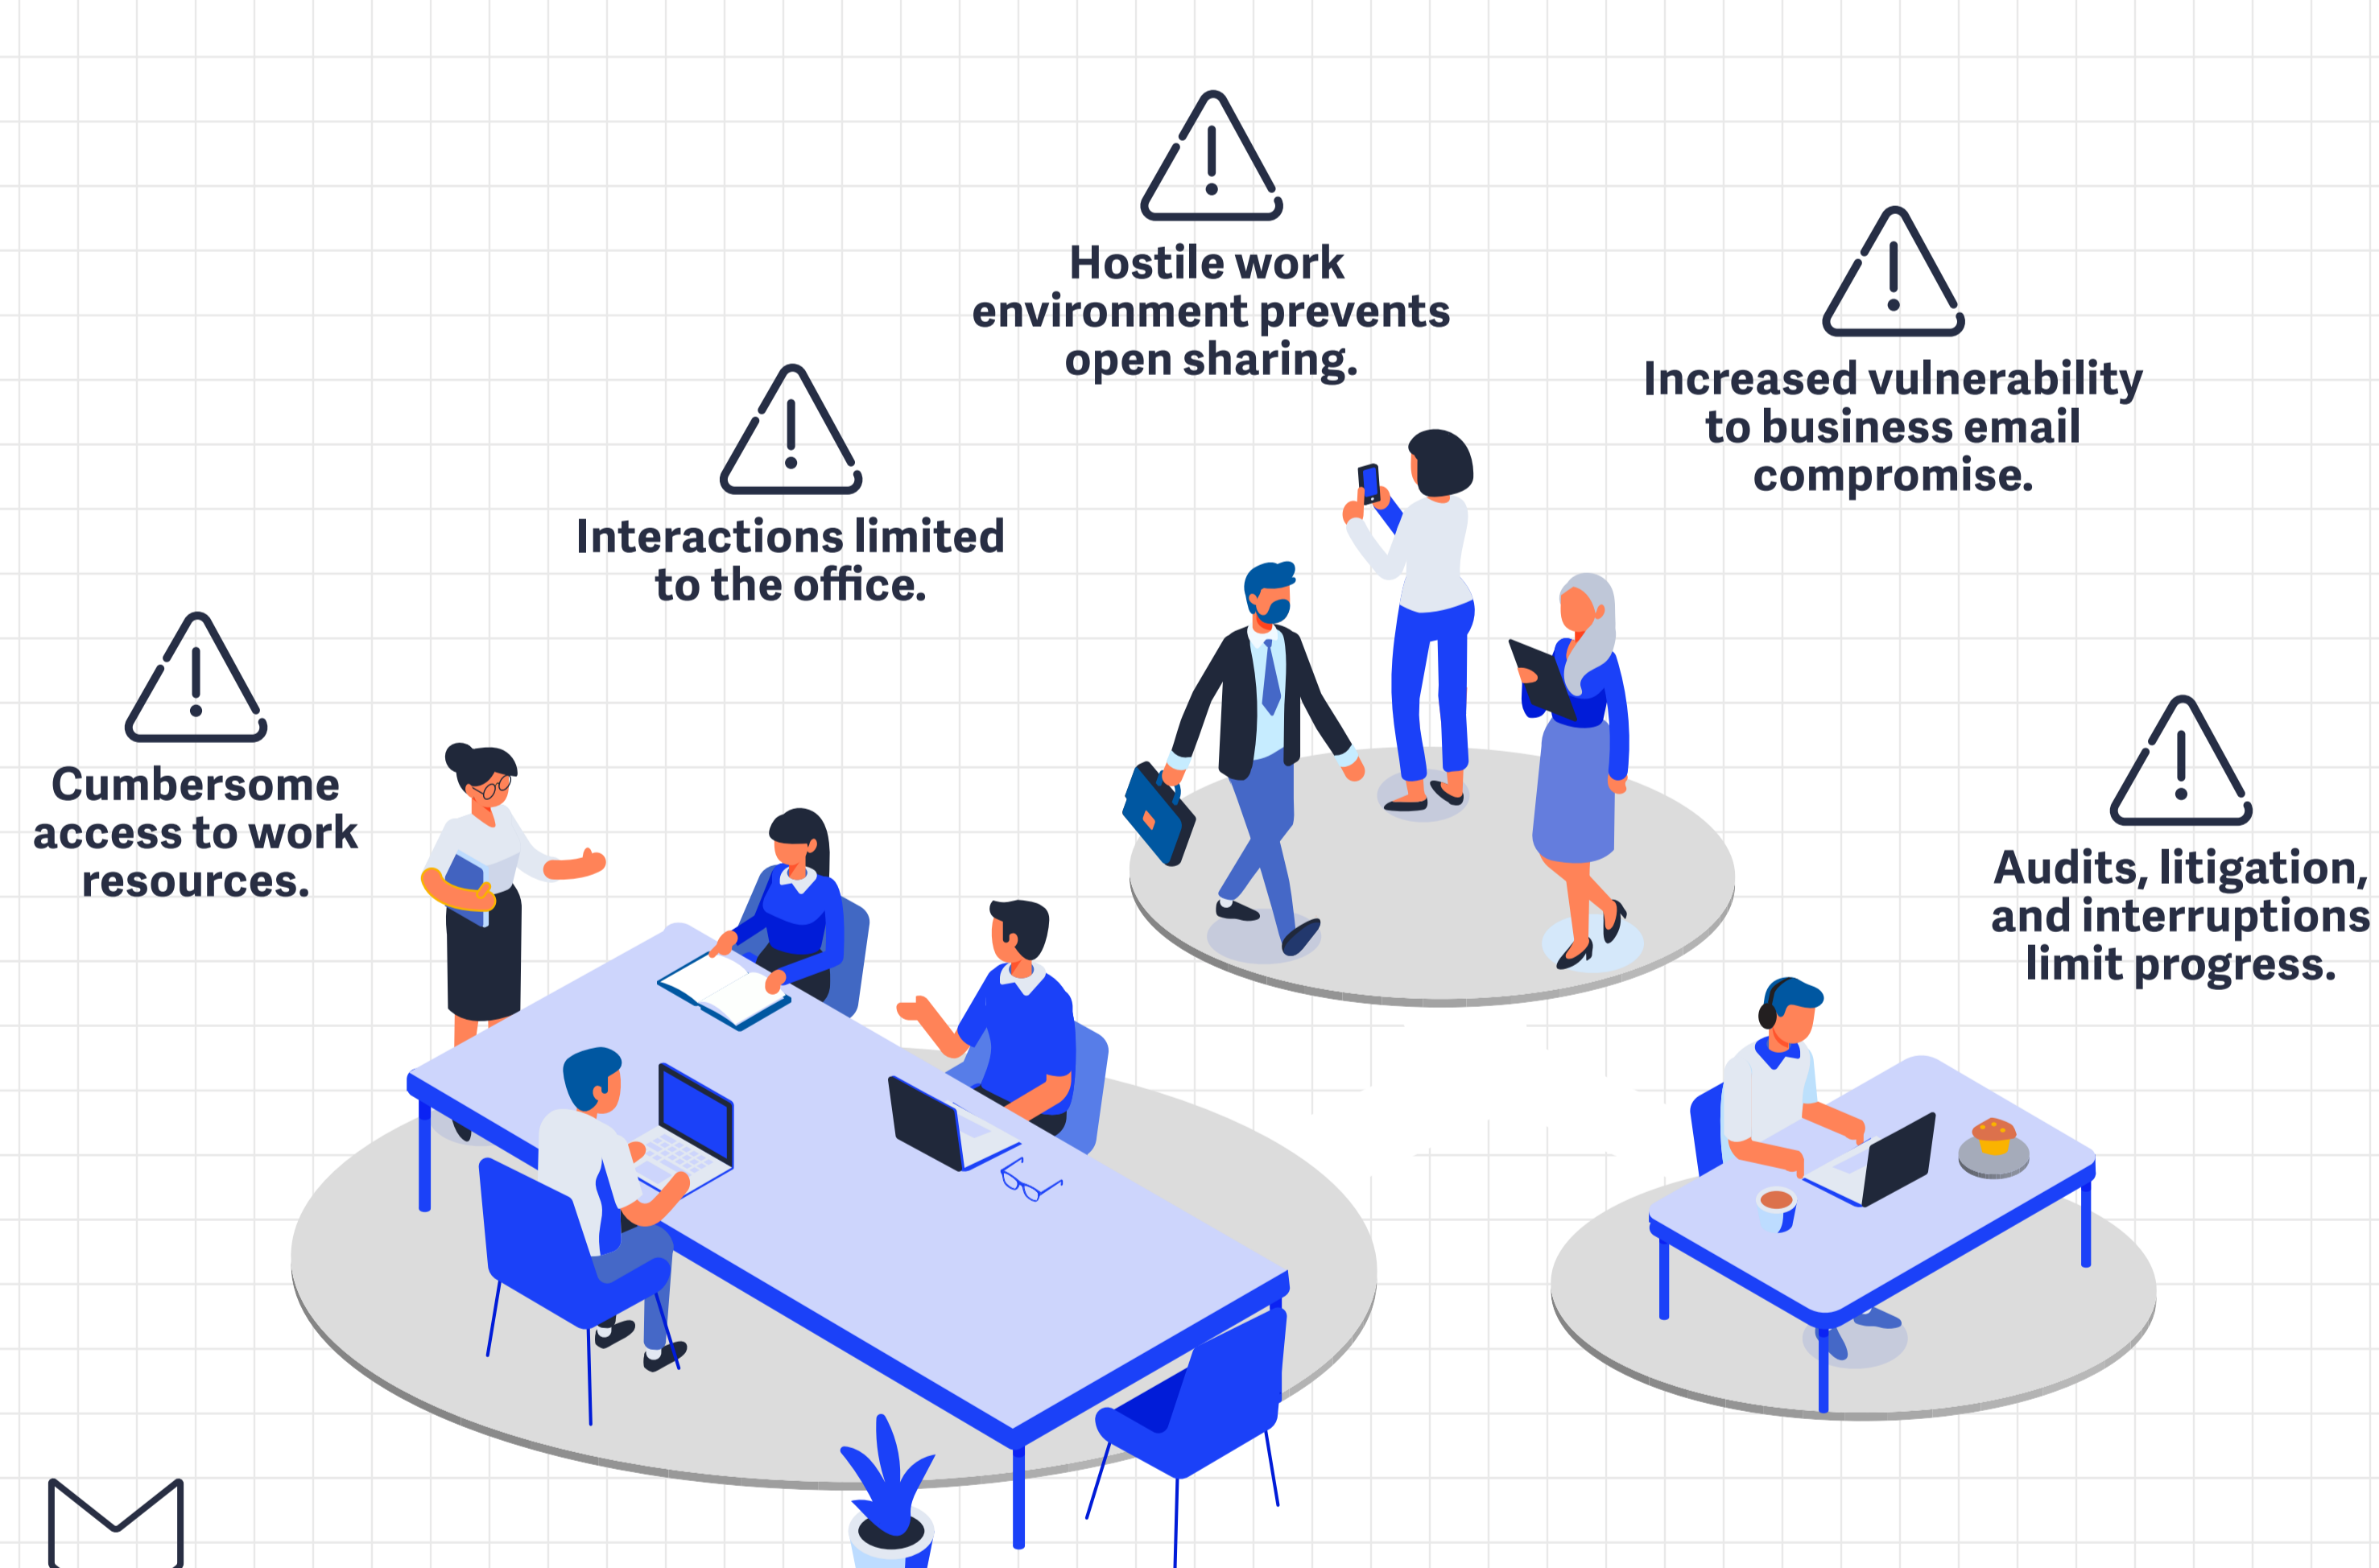 Hostile work
environment prevents
open sharing.
Increased vulnerability
to business email
compromise.
Interactions limited
to the office.
Cumbersome
access to work
resources.
Audits, litigation,
and interruptions
limit progress.